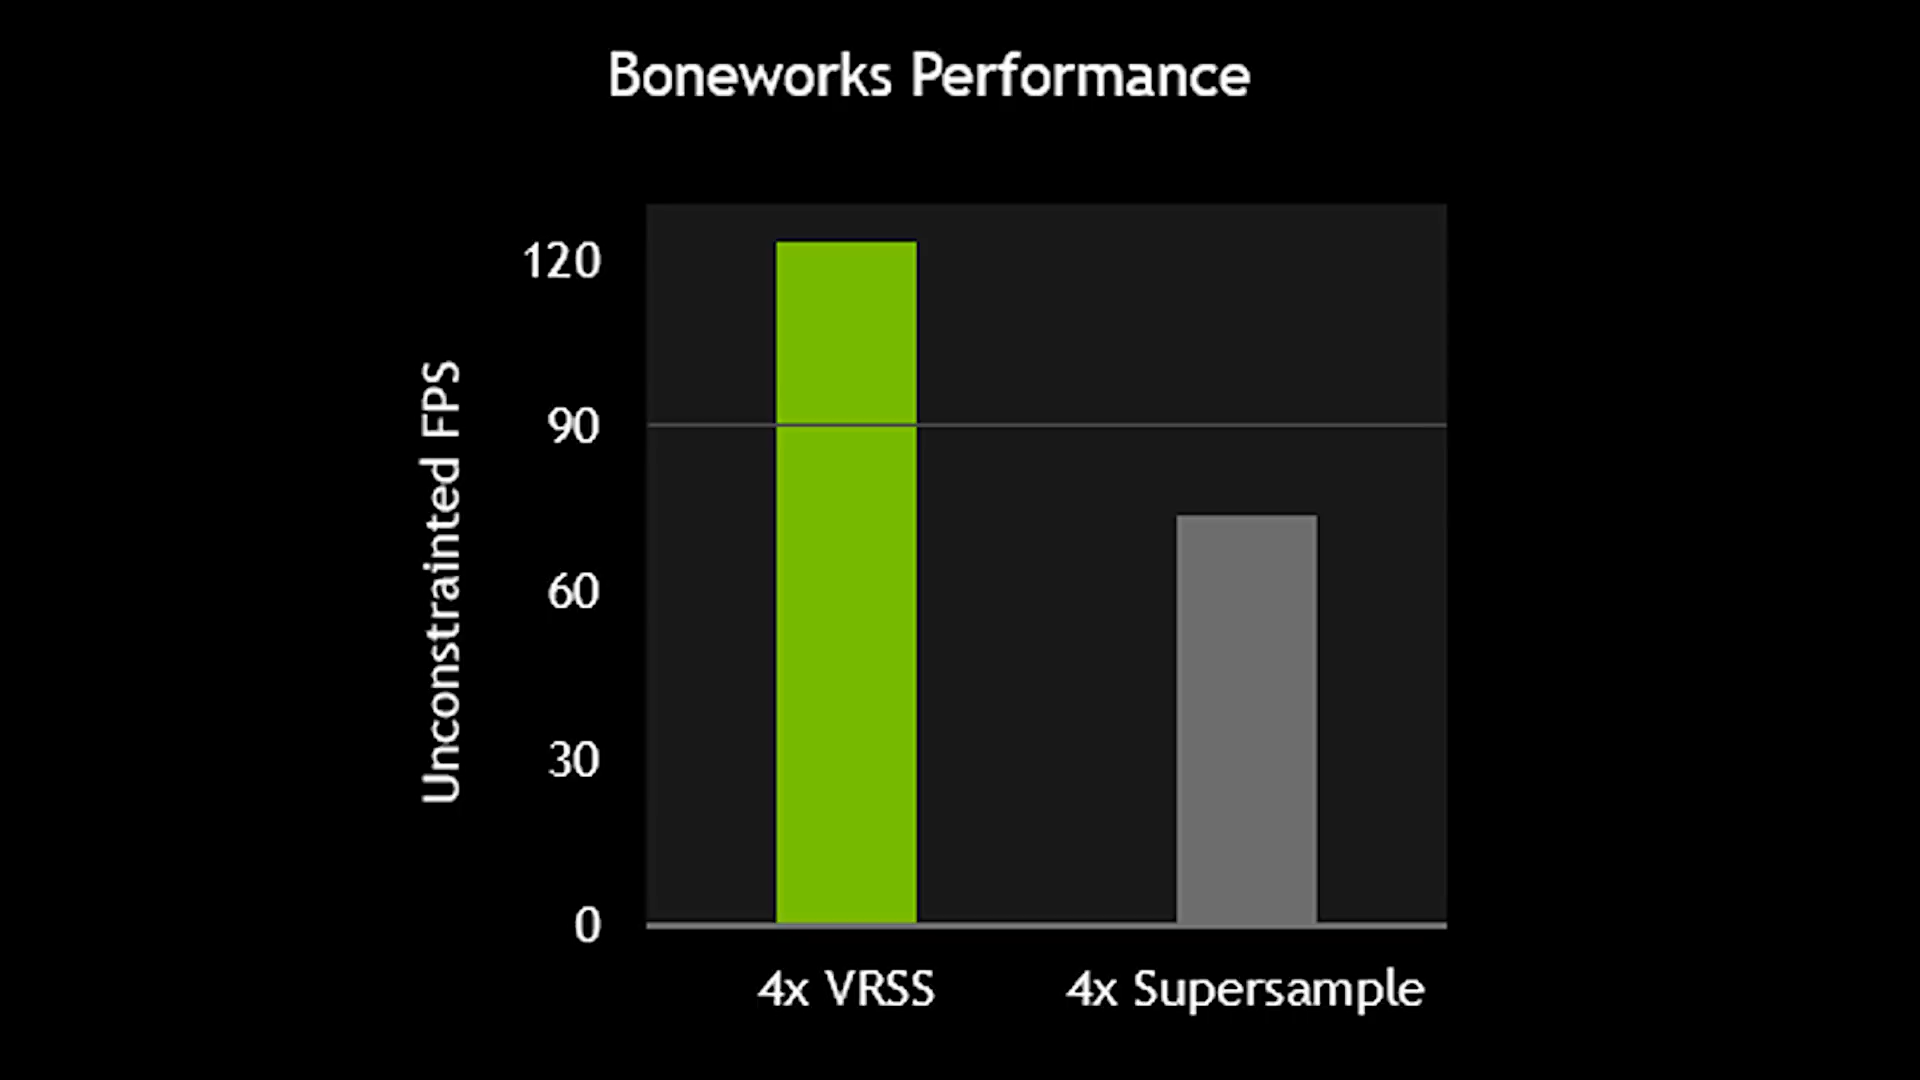 Boneworks Performance
Unconstrainted FPS
120
90
60
30
0
4x VRSS
4x Supersample